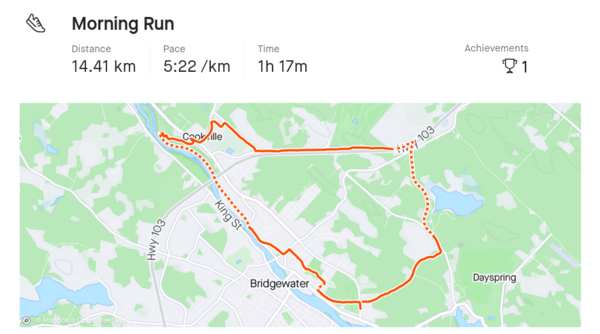 Morning Run
Distance Pace Time Achievements
14.41 km 5:22 /km 1h 17m 1
Hwy 103
King St
Hwy 103
Bridgewater
Dayspring